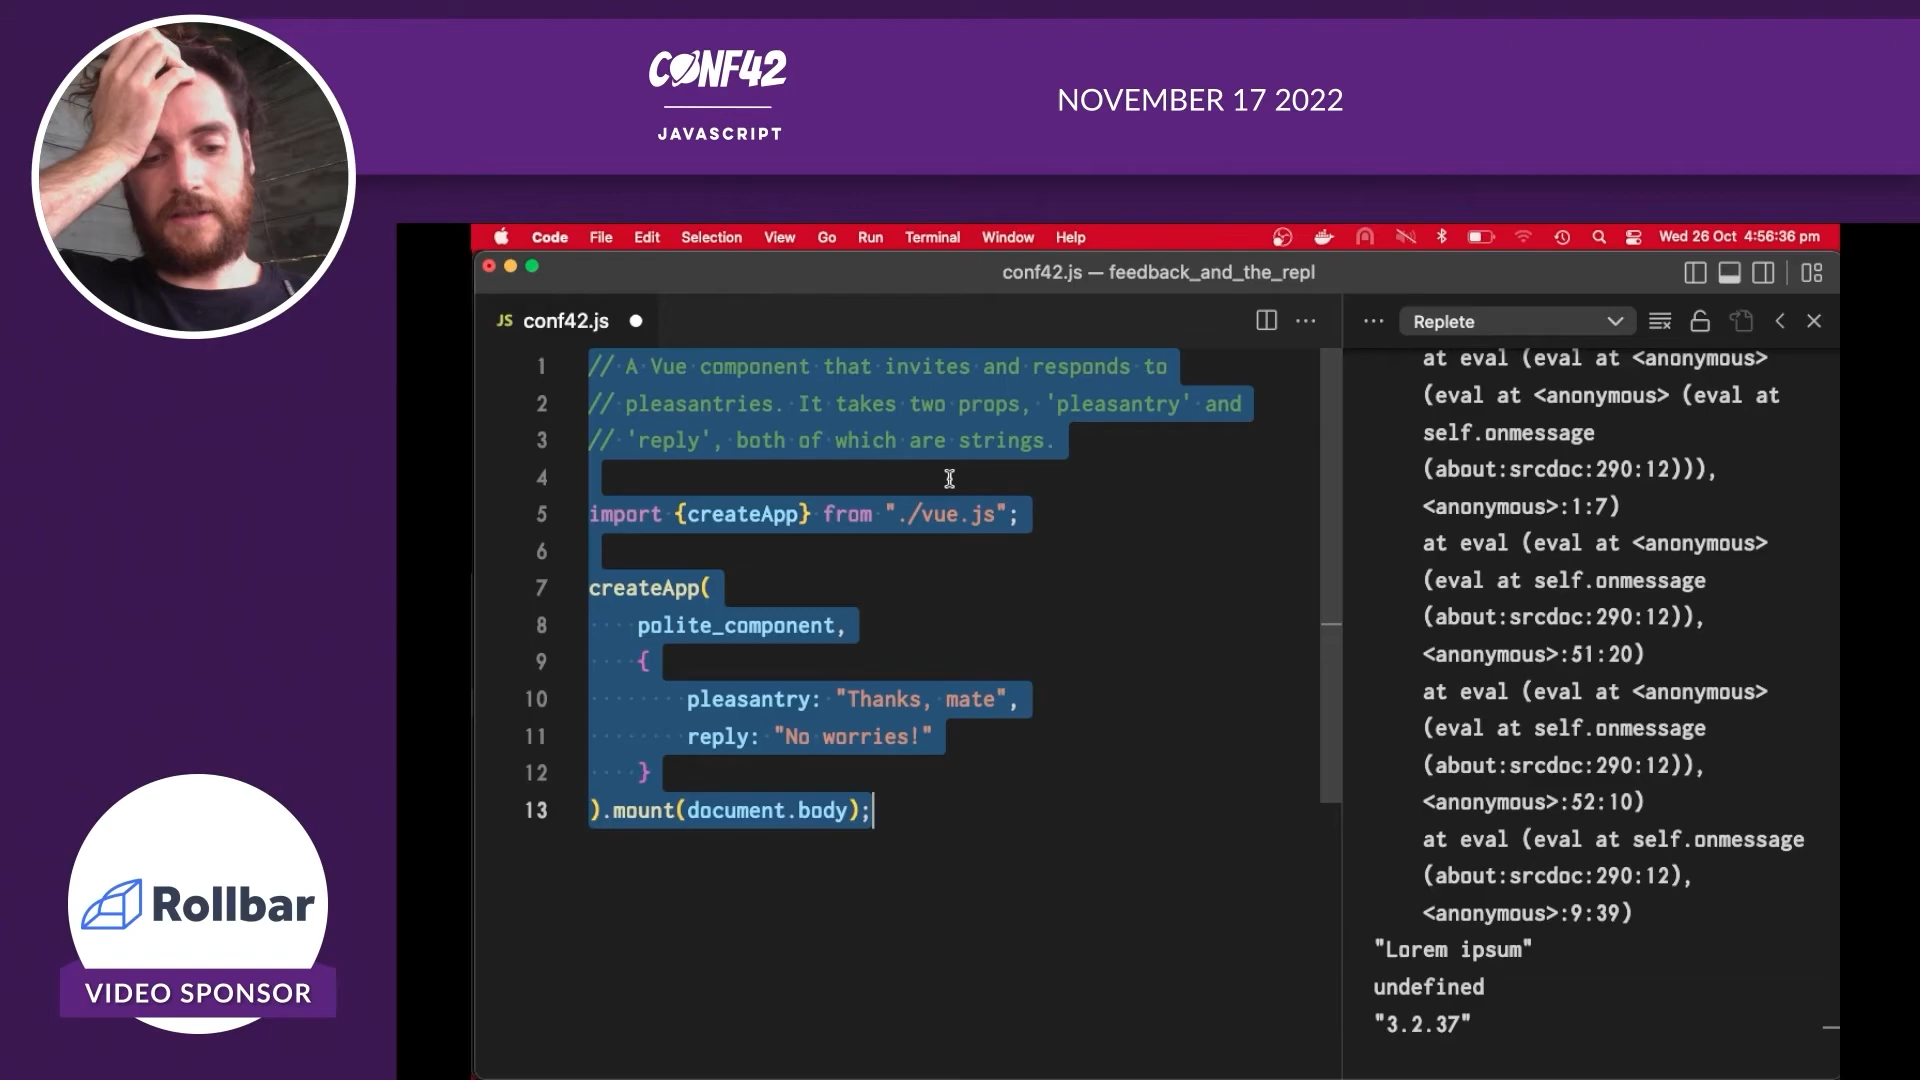 CONF42
JAVASCRIPT
NOVEMBER 17 2022
Code File Edit Selection View Go Run Terminal Window Help Wed 26 Oct 4:56:36 pm
conf42.js — feedback_and_the_repl
JS conf42.js
Replete
1 // A Vue component that invites and responds to
2 // pleasantries. It takes two props, 'pleasantry' and
3 // 'reply', both of which are strings.
4
5 import {createApp} from "./vue.js";
6
7 createApp(
8 polite_component,
9 {
10 pleasantry: "Thanks, mate",
11 reply: "No worries!"
12 }
13 ).mount(document.body);
at eval (eval at <anonymous>
(eval at <anonymous> (eval at
self.onmessage
(about:srcdoc:290:12))),
<anonymous>:1:7)
at eval (eval at <anonymous>
(eval at self.onmessage
(about:srcdoc:290:12)),
<anonymous>:51:20)
at eval (eval at <anonymous>
(eval at self.onmessage
(about:srcdoc:290:12)),
<anonymous>:52:10)
at eval (eval at self.onmessage
(about:srcdoc:290:12),
<anonymous>:9:39)
"Lorem ipsum"
undefined
"3.2.37"
Rollbar
VIDEO SPONSOR